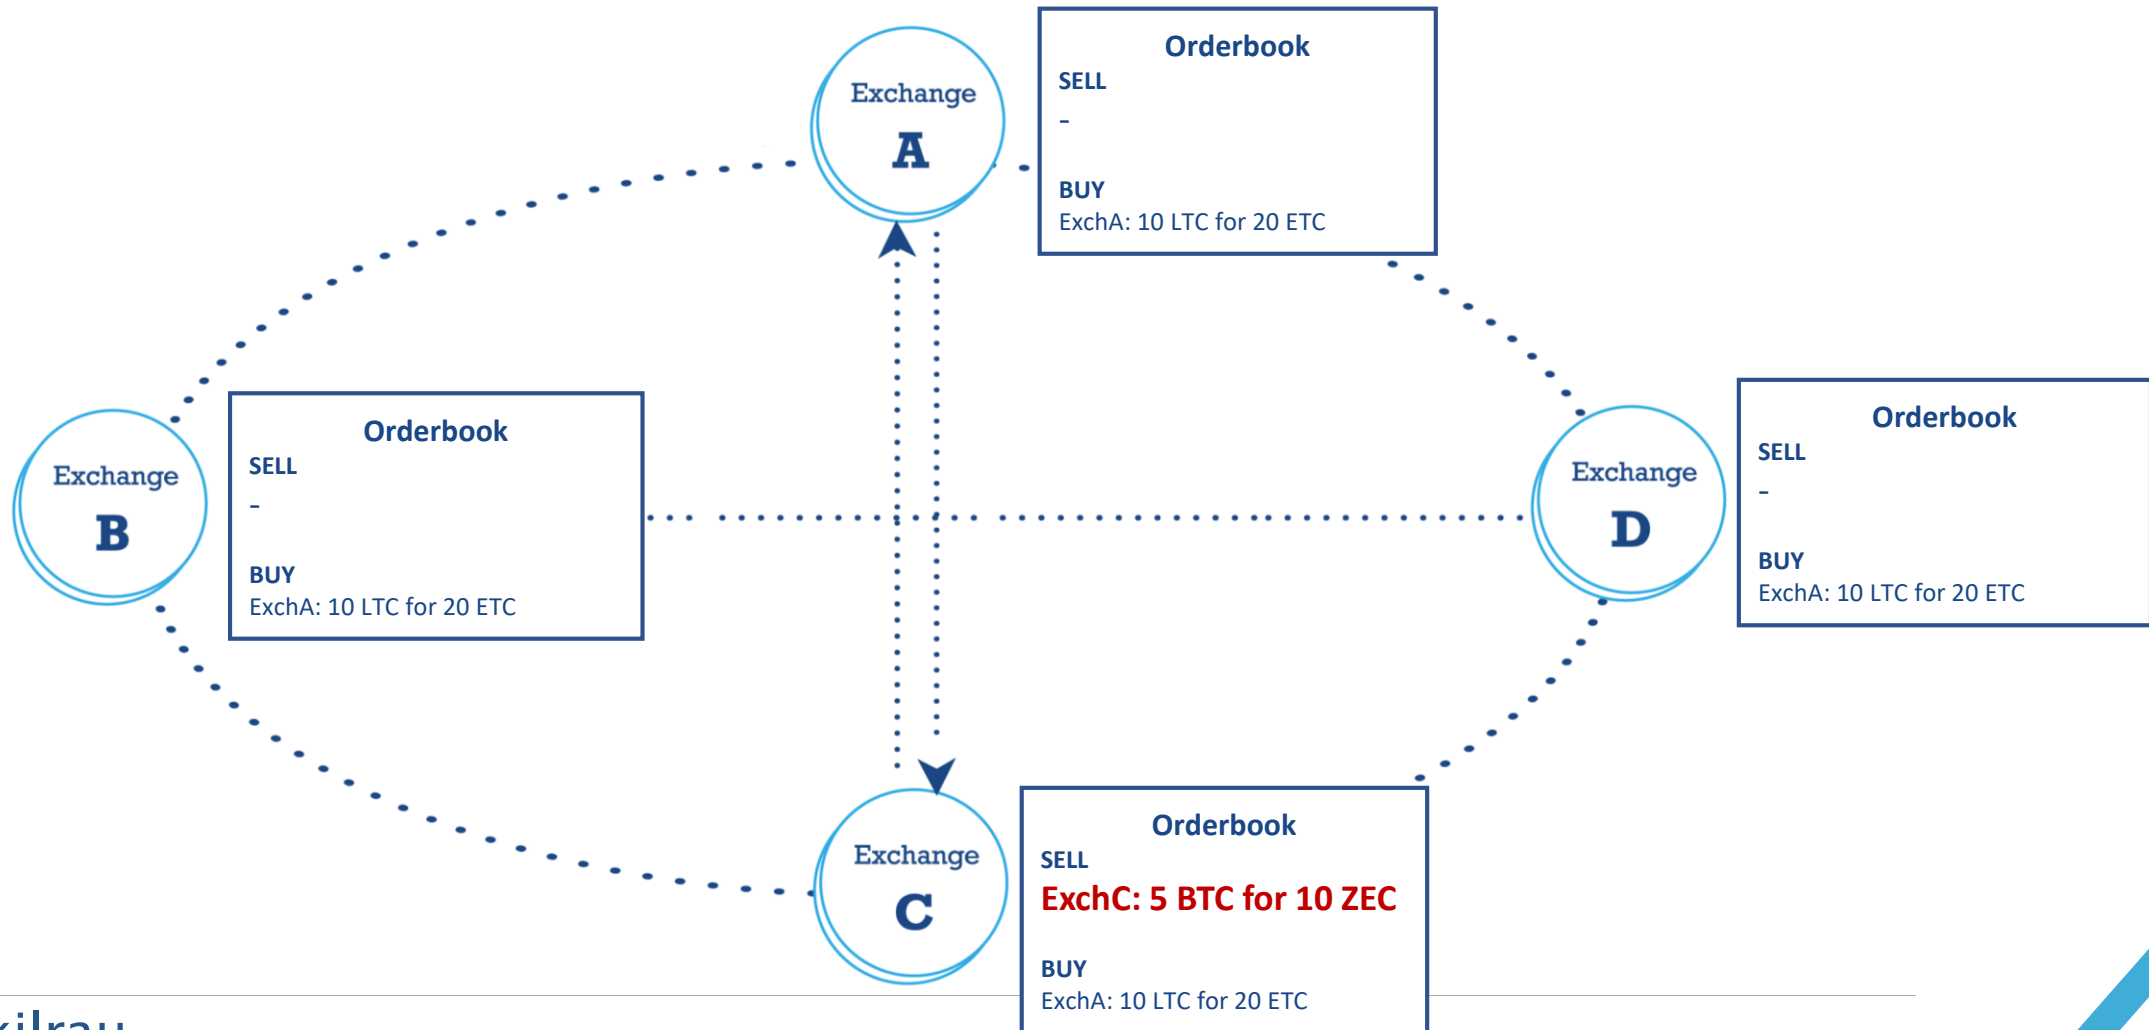 Exchange
A
Orderbook
SELL
-
BUY
ExchA: 10 LTC for 20 ETC
Exchange
B
Orderbook
SELL
-
BUY
ExchA: 10 LTC for 20 ETC
Exchange
D
Orderbook
SELL
-
BUY
ExchA: 10 LTC for 20 ETC
Exchange
C
Orderbook
SELL
ExchC: 5 BTC for 10 ZEC
BUY
ExchA: 10 LTC for 20 ETC